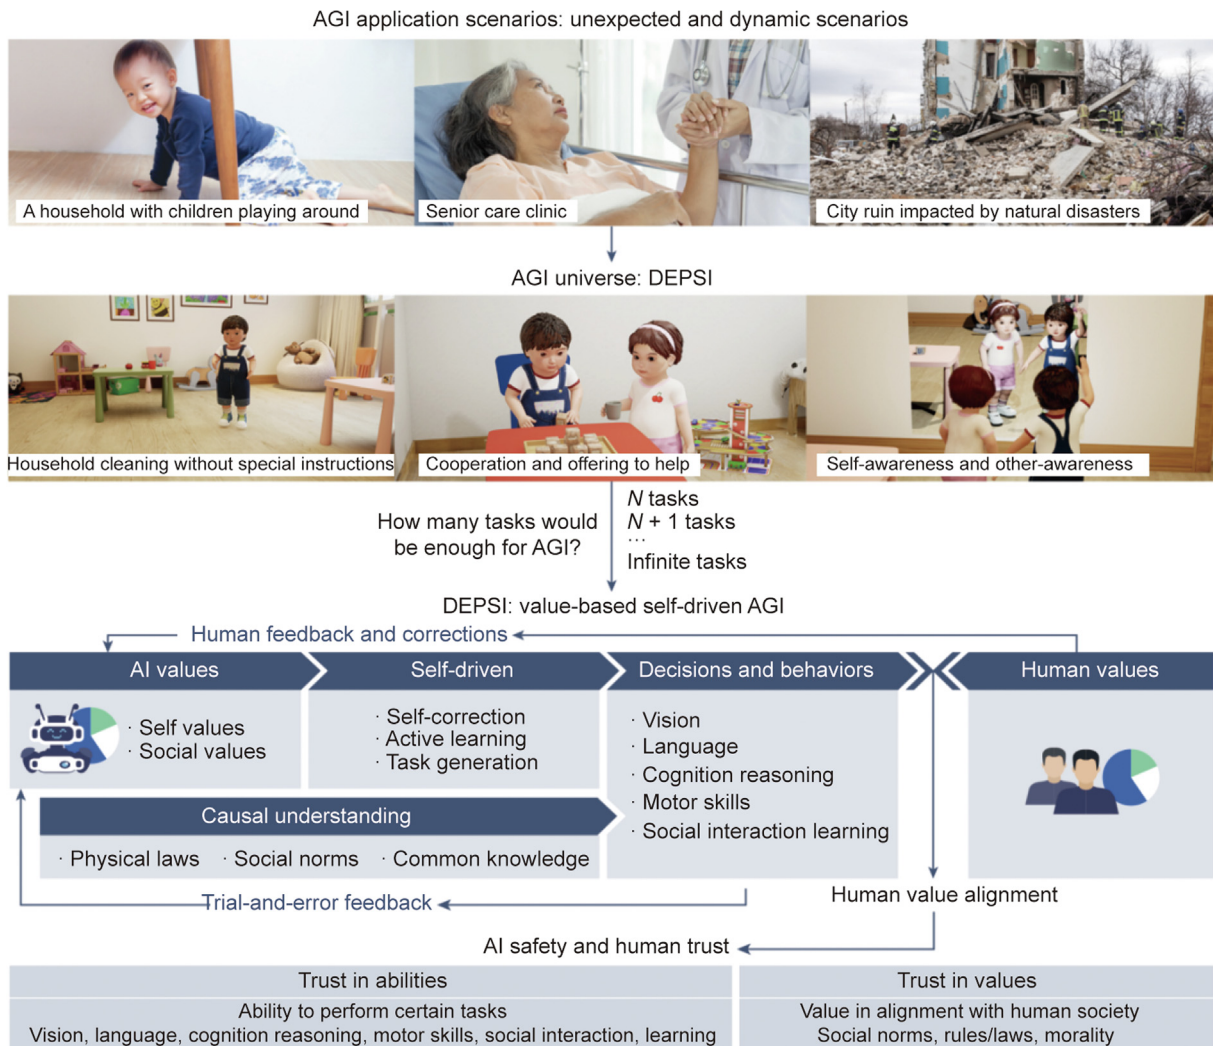 AGI application scenarios: unexpected and dynamic scenarios
A household with children playing around
Senior care clinic
City ruin impacted by natural disasters
AGI universe: DEPSI
Household cleaning without special instructions
Cooperation and offering to help
Self-awareness and other-awareness
How many tasks would
be enough for AGI?
N tasks
N + 1 tasks
...
Infinite tasks
DEPSI: value-based self-driven AGI
Human feedback and corrections
AI values
Self-driven
Decisions and behaviors
Human values
· Self values
· Social values
· Self-correction
· Active learning
· Task generation
· Vision
· Language
· Cognition reasoning
· Motor skills
· Social interaction learning
Causal understanding
· Physical laws · Social norms · Common knowledge
Trial-and-error feedback
Human value alignment
AI safety and human trust
Trust in abilities
Ability to perform certain tasks
Vision, language, cognition reasoning, motor skills, social interaction, learning
Trust in values
Value in alignment with human society
Social norms, rules/laws, morality